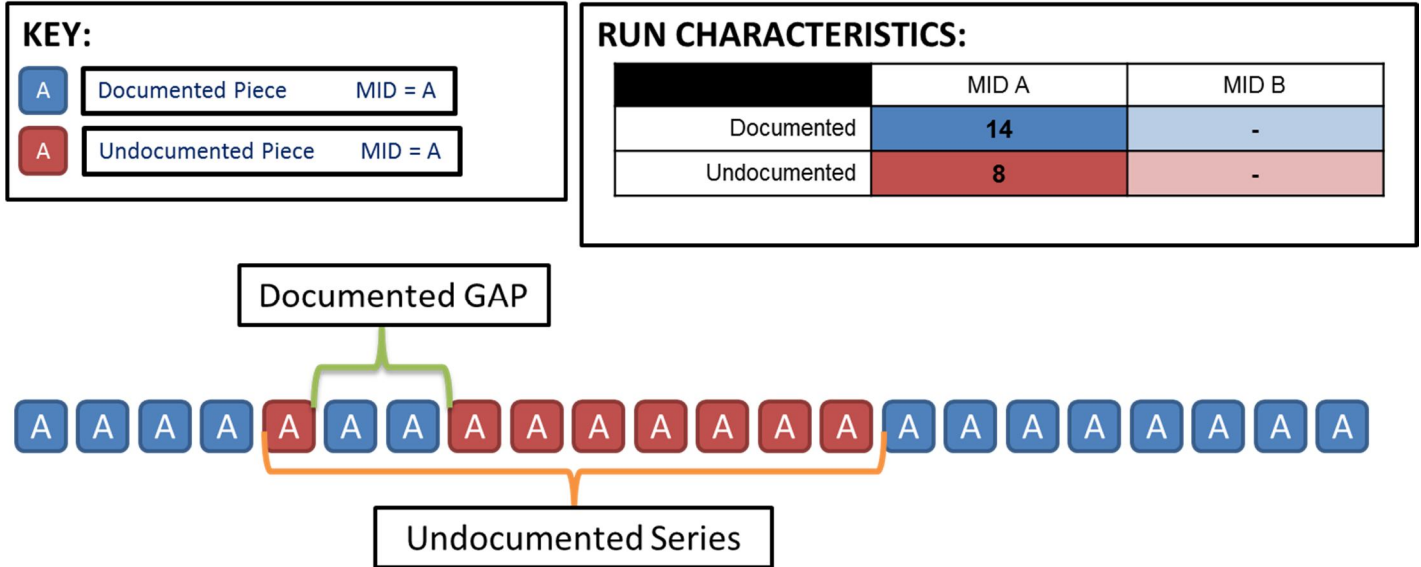 KEY:
A Documented Piece MID = A
A Undocumented Piece MID = A
RUN CHARACTERISTICS:
MID A MID B
Documented 14 -
Undocumented 8 -
Documented GAP
A A A A A A A A A A A A A A A A A A A A A A
Undocumented Series